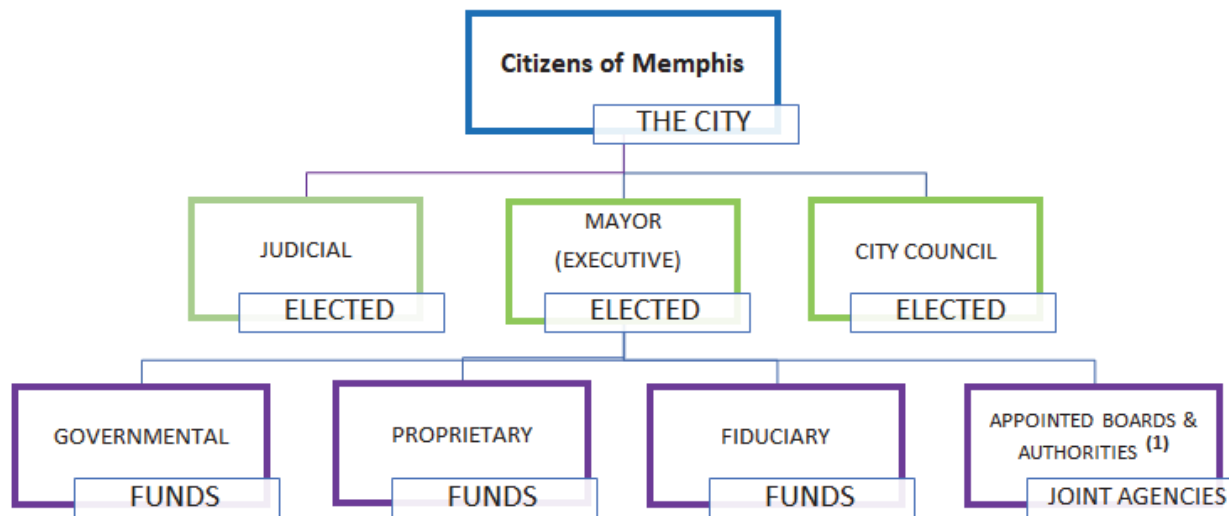 Citizens of Memphis
THE CITY
JUDICIAL
ELECTED
MAYOR
(EXECUTIVE)
ELECTED
CITY COUNCIL
ELECTED
GOVERNMENTAL
FUNDS
PROPRIETARY
FUNDS
FIDUCIARY
FUNDS
APPOINTED BOARDS &
AUTHORITIES (1)
JOINT AGENCIES